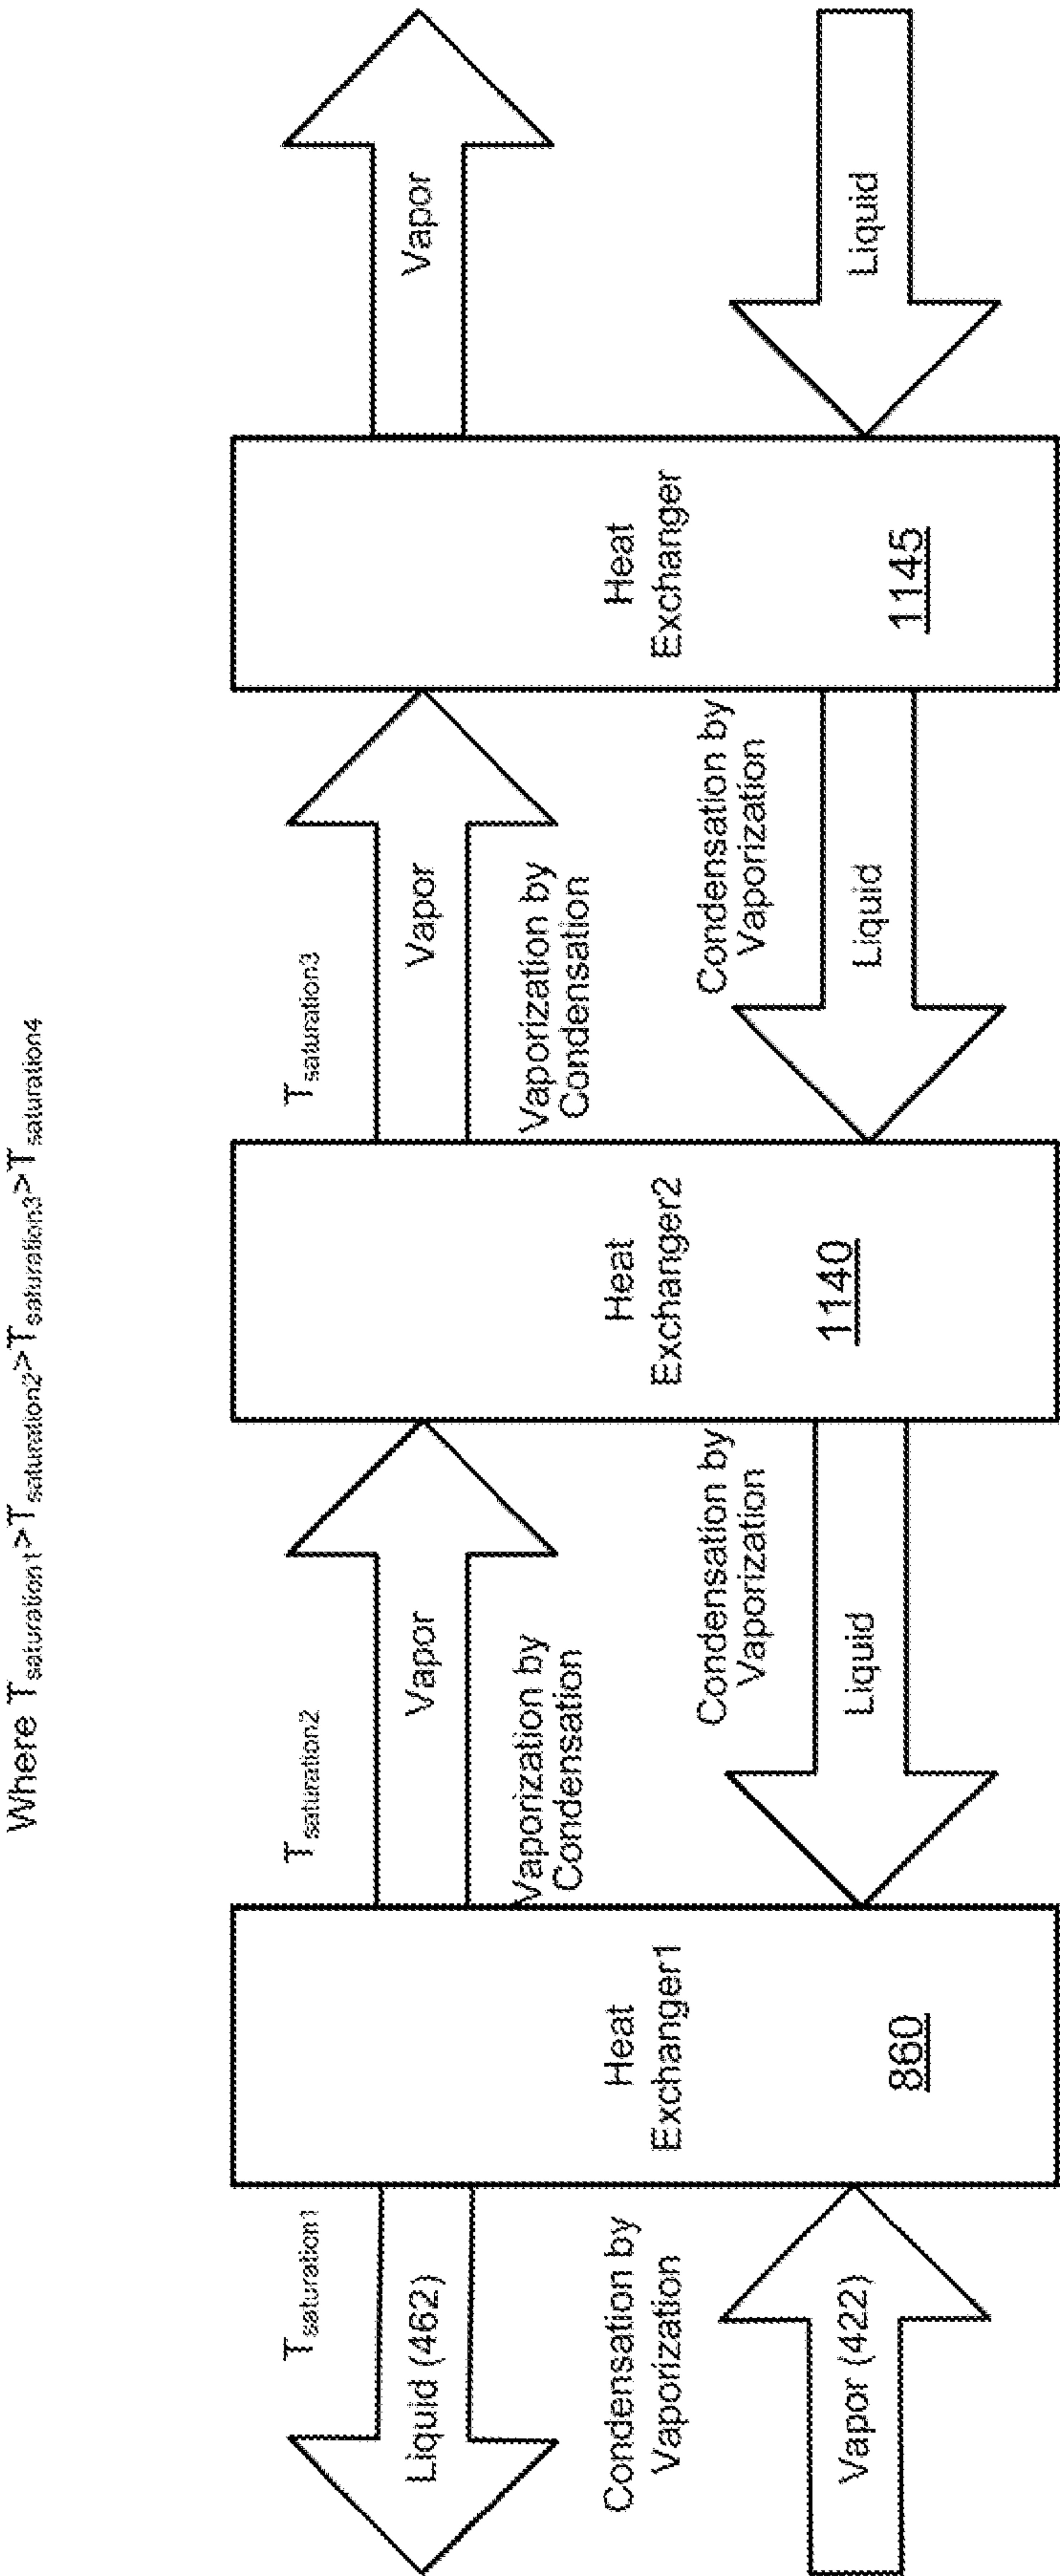 Where Tsaturation1>Tsaturation2>Tsaturation3>Tsaturation4
Tsaturation1
Liquid (462)
Condensation by
Vaporization
Vapor (422)
Heat
Exchanger1
860
Tsaturation2
Vapor
Vaporization by
Condensation
Condensation by
Vaporization
Liquid
Heat
Exchanger2
1140
Tsaturation3
Vapor
Vaporization by
Condensation
Condensation by
Vaporization
Liquid
Heat
Exchanger
1145
Vapor
Liquid